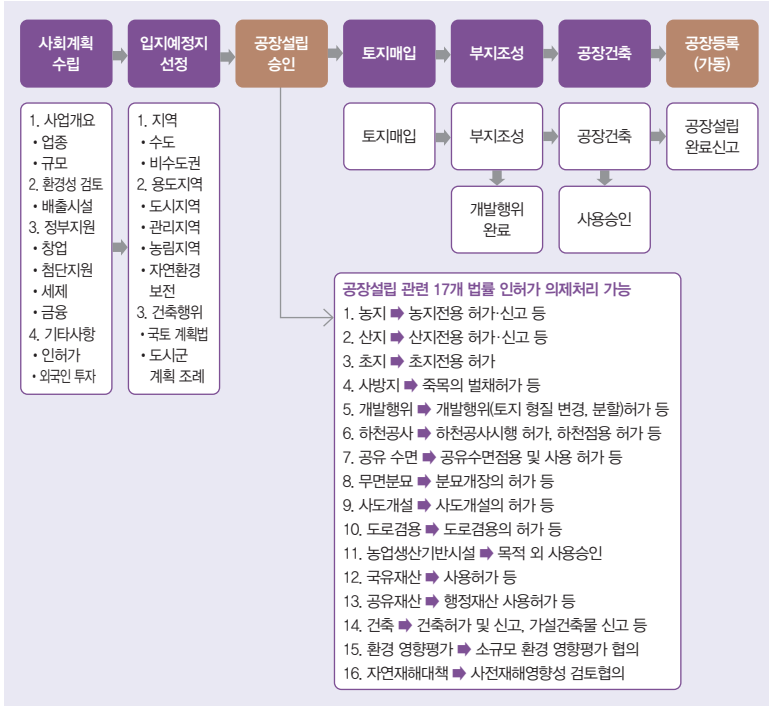 사회계획
수립
입지예정지
선정
공장설립
승인
토지매입
부지조성
공장건축
공장등록
(가동)
1. 사업개요
• 업종
• 규모
2. 환경성 검토
• 배출시설
3. 정부지원
• 창업
• 첨단지원
• 세제
• 금융
4. 기타사항
• 인허가
• 외국인 투자
1. 지역
• 수도
• 비수도권
2. 용도지역
• 도시지역
• 관리지역
• 농림지역
• 자연환경
보전
3. 건축행위
• 국토 계획법
• 도시군
계획 조례
토지매입
부지조성
공장건축
공장설립
완료신고
개발행위
완료
사용승인
공장설립 관련 17개 법률 인허가 의제처리 가능
1. 농지 ➡ 농지전용 허가·신고 등
2. 산지 ➡ 산지전용 허가·신고 등
3. 초지 ➡ 초지전용 허가
4. 사방지 ➡ 죽목의 벌채허가 등
5. 개발행위 ➡ 개발행위(토지 형질 변경, 분할)허가 등
6. 하천공사 ➡ 하천공사시행 허가, 하천점용 허가 등
7. 공유 수면 ➡ 공유수면점용 및 사용 허가 등
8. 무면분묘 ➡ 분묘개장의 허가 등
9. 사도개설 ➡ 사도개설의 허가 등
10. 도로겸용 ➡ 도로겸용의 허가 등
11. 농업생산기반시설 ➡ 목적 외 사용승인
12. 국유재산 ➡ 사용허가 등
13. 공유재산 ➡ 행정재산 사용허가 등
14. 건축 ➡ 건축허가 및 신고, 가설건축물 신고 등
15. 환경 영향평가 ➡ 소규모 환경 영향평가 협의
16. 자연재해대책 ➡ 사전재해영향성 검토협의